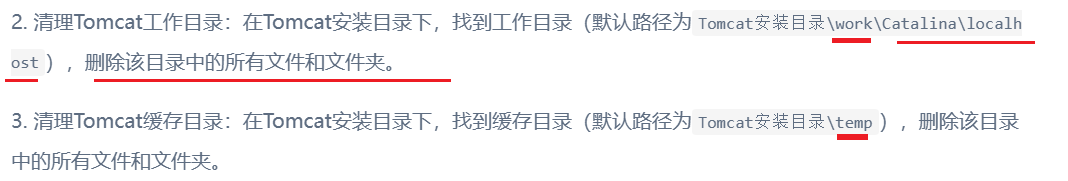 2. 清理Tomcat工作目录：在Tomcat安装目录下，找到工作目录（默认路径为 Tomcat安装目录\work\Catalina\localh
ost ），删除该目录中的所有文件和文件夹。
3. 清理Tomcat缓存目录：在Tomcat安装目录下，找到缓存目录（默认路径为 Tomcat安装目录\temp ），删除该目录
中的所有文件和文件夹。